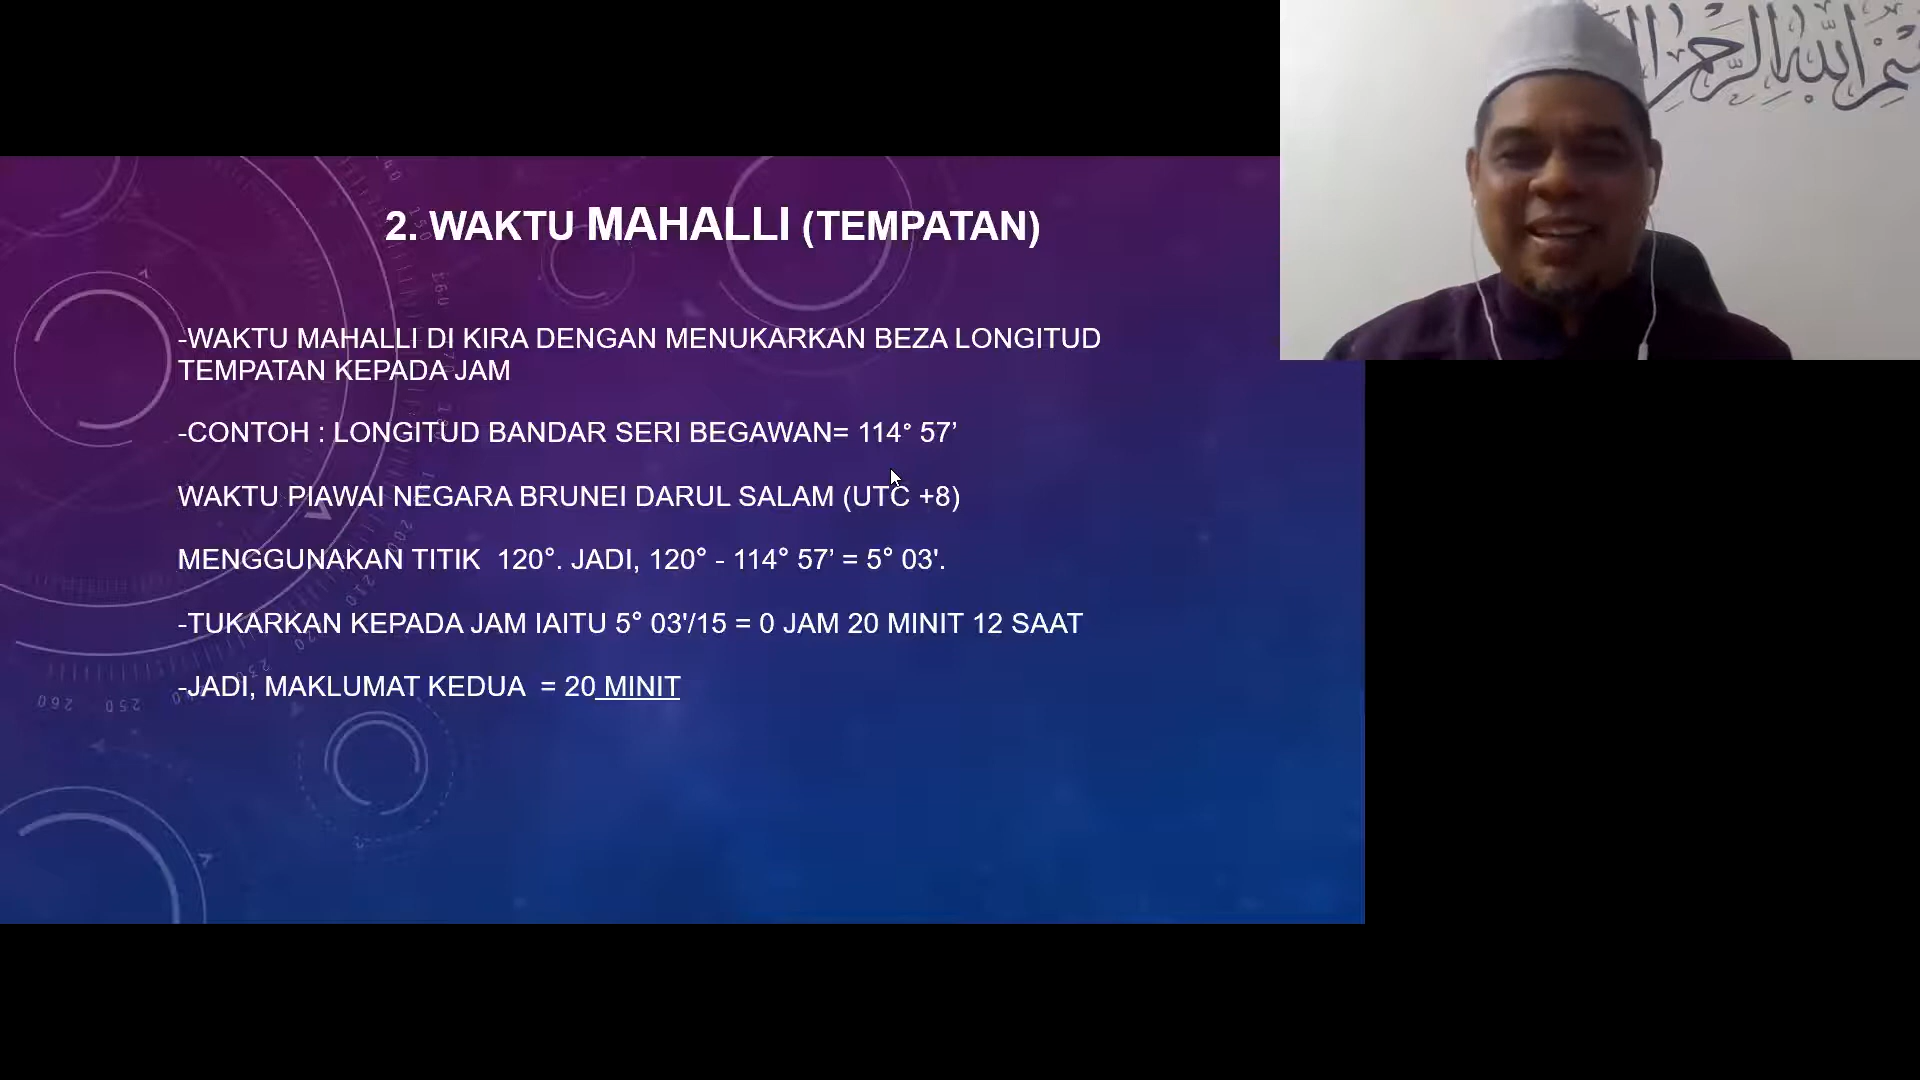 2. WAKTU MAHALLI (TEMPATAN)
-WAKTU MAHALLI DI KIRA DENGAN MENUKARKAN BEZA LONGITUD
TEMPATAN KEPADA JAM
-CONTOH : LONGITUD BANDAR SERI BEGAWAN= 114° 57’
WAKTU PIAWAI NEGARA BRUNEI DARUL SALAM (UTC +8)
MENGGUNAKAN TITIK  120°. JADI, 120° - 114° 57’ = 5° 03'.
-TUKARKAN KEPADA JAM IAITU 5° 03'/15 = 0 JAM 20 MINIT 12 SAAT
-JADI, MAKLUMAT KEDUA  = 20 MINIT
260 250